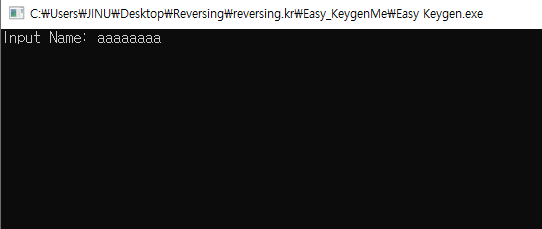 C:₩Users₩JINU₩Desktop₩Reversing₩reversing.kr₩Easy_KeygenMe₩Easy Keygen.exe
Input Name: aaaaaaaa